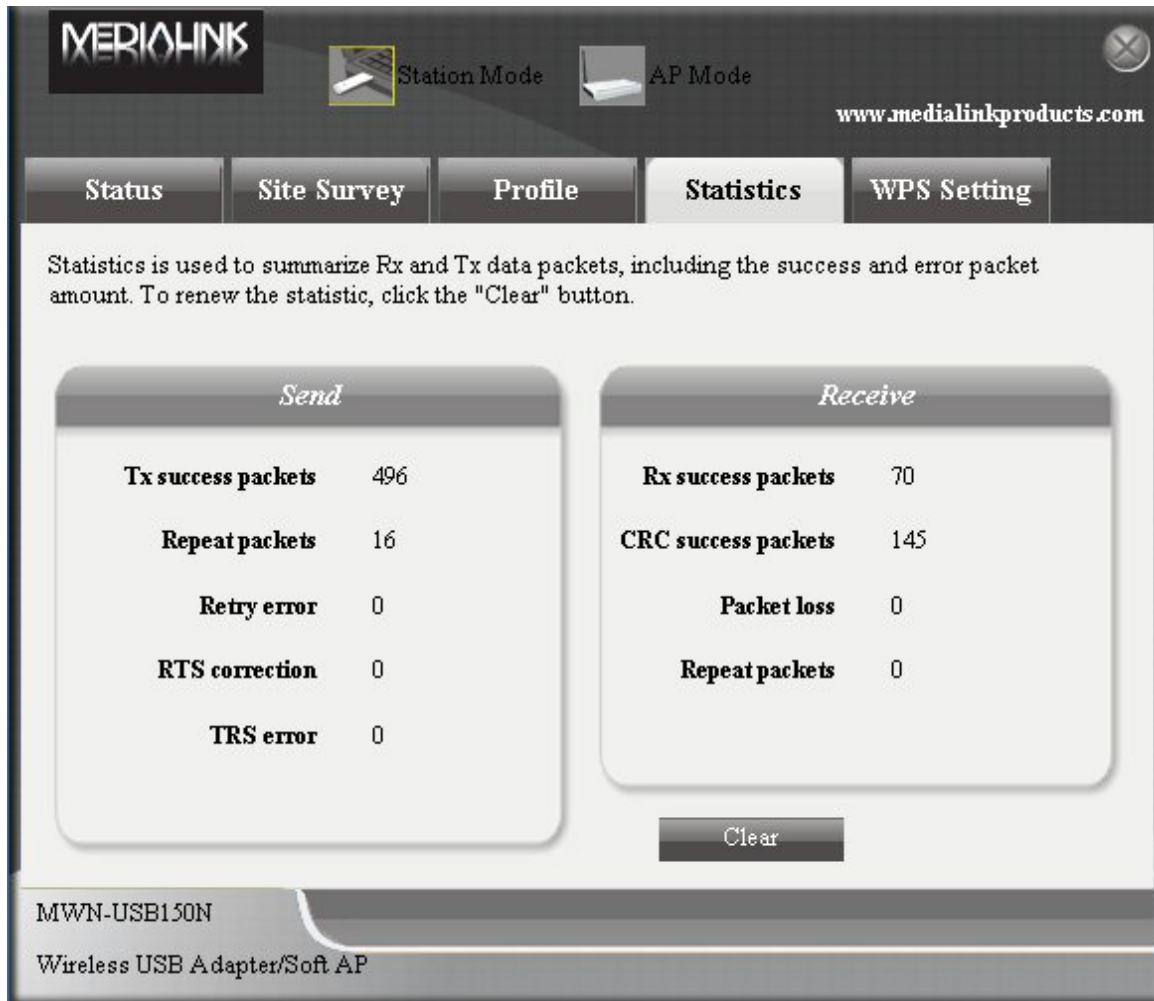 MEDIALINK
Station Mode
AP Mode
www.medialinkproducts.com
Status
Site Survey
Profile
Statistics
WPS Setting
Statistics is used to summarize Rx and Tx data packets, including the success and error packet
amount. To renew the statistic, click the "Clear" button.
Send
Tx success packets 496
Repeat packets 16
Retry error 0
RTS correction 0
TRS error 0
Receive
Rx success packets 70
CRC success packets 145
Packet loss 0
Repeat packets 0
Clear
MWN-USB150N
Wireless USB Adapter/Soft AP